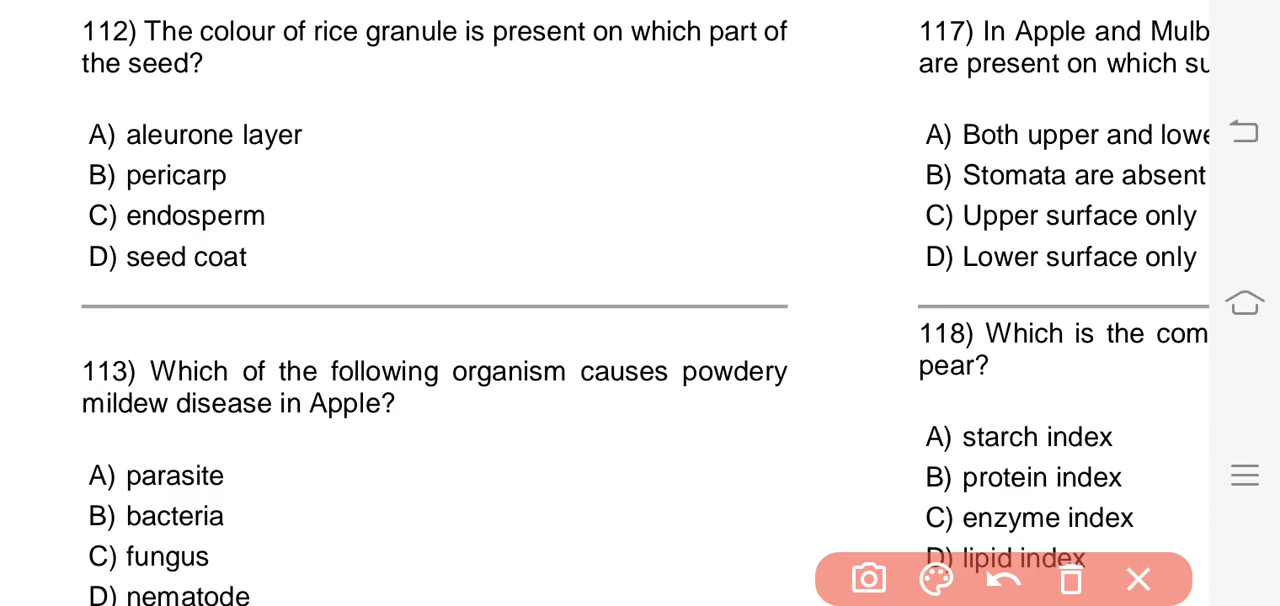 112) The colour of rice granule is present on which part of
the seed?
A) aleurone layer
B) pericarp
C) endosperm
D) seed coat
113) Which of the following organism causes powdery
mildew disease in Apple?
A) parasite
B) bacteria
C) fungus
D) nematode
117) In Apple and Mulb
are present on which su
A) Both upper and lowe
B) Stomata are absent
C) Upper surface only
D) Lower surface only
118) Which is the com
pear?
A) starch index
B) protein index
C) enzyme index
D) lipid index